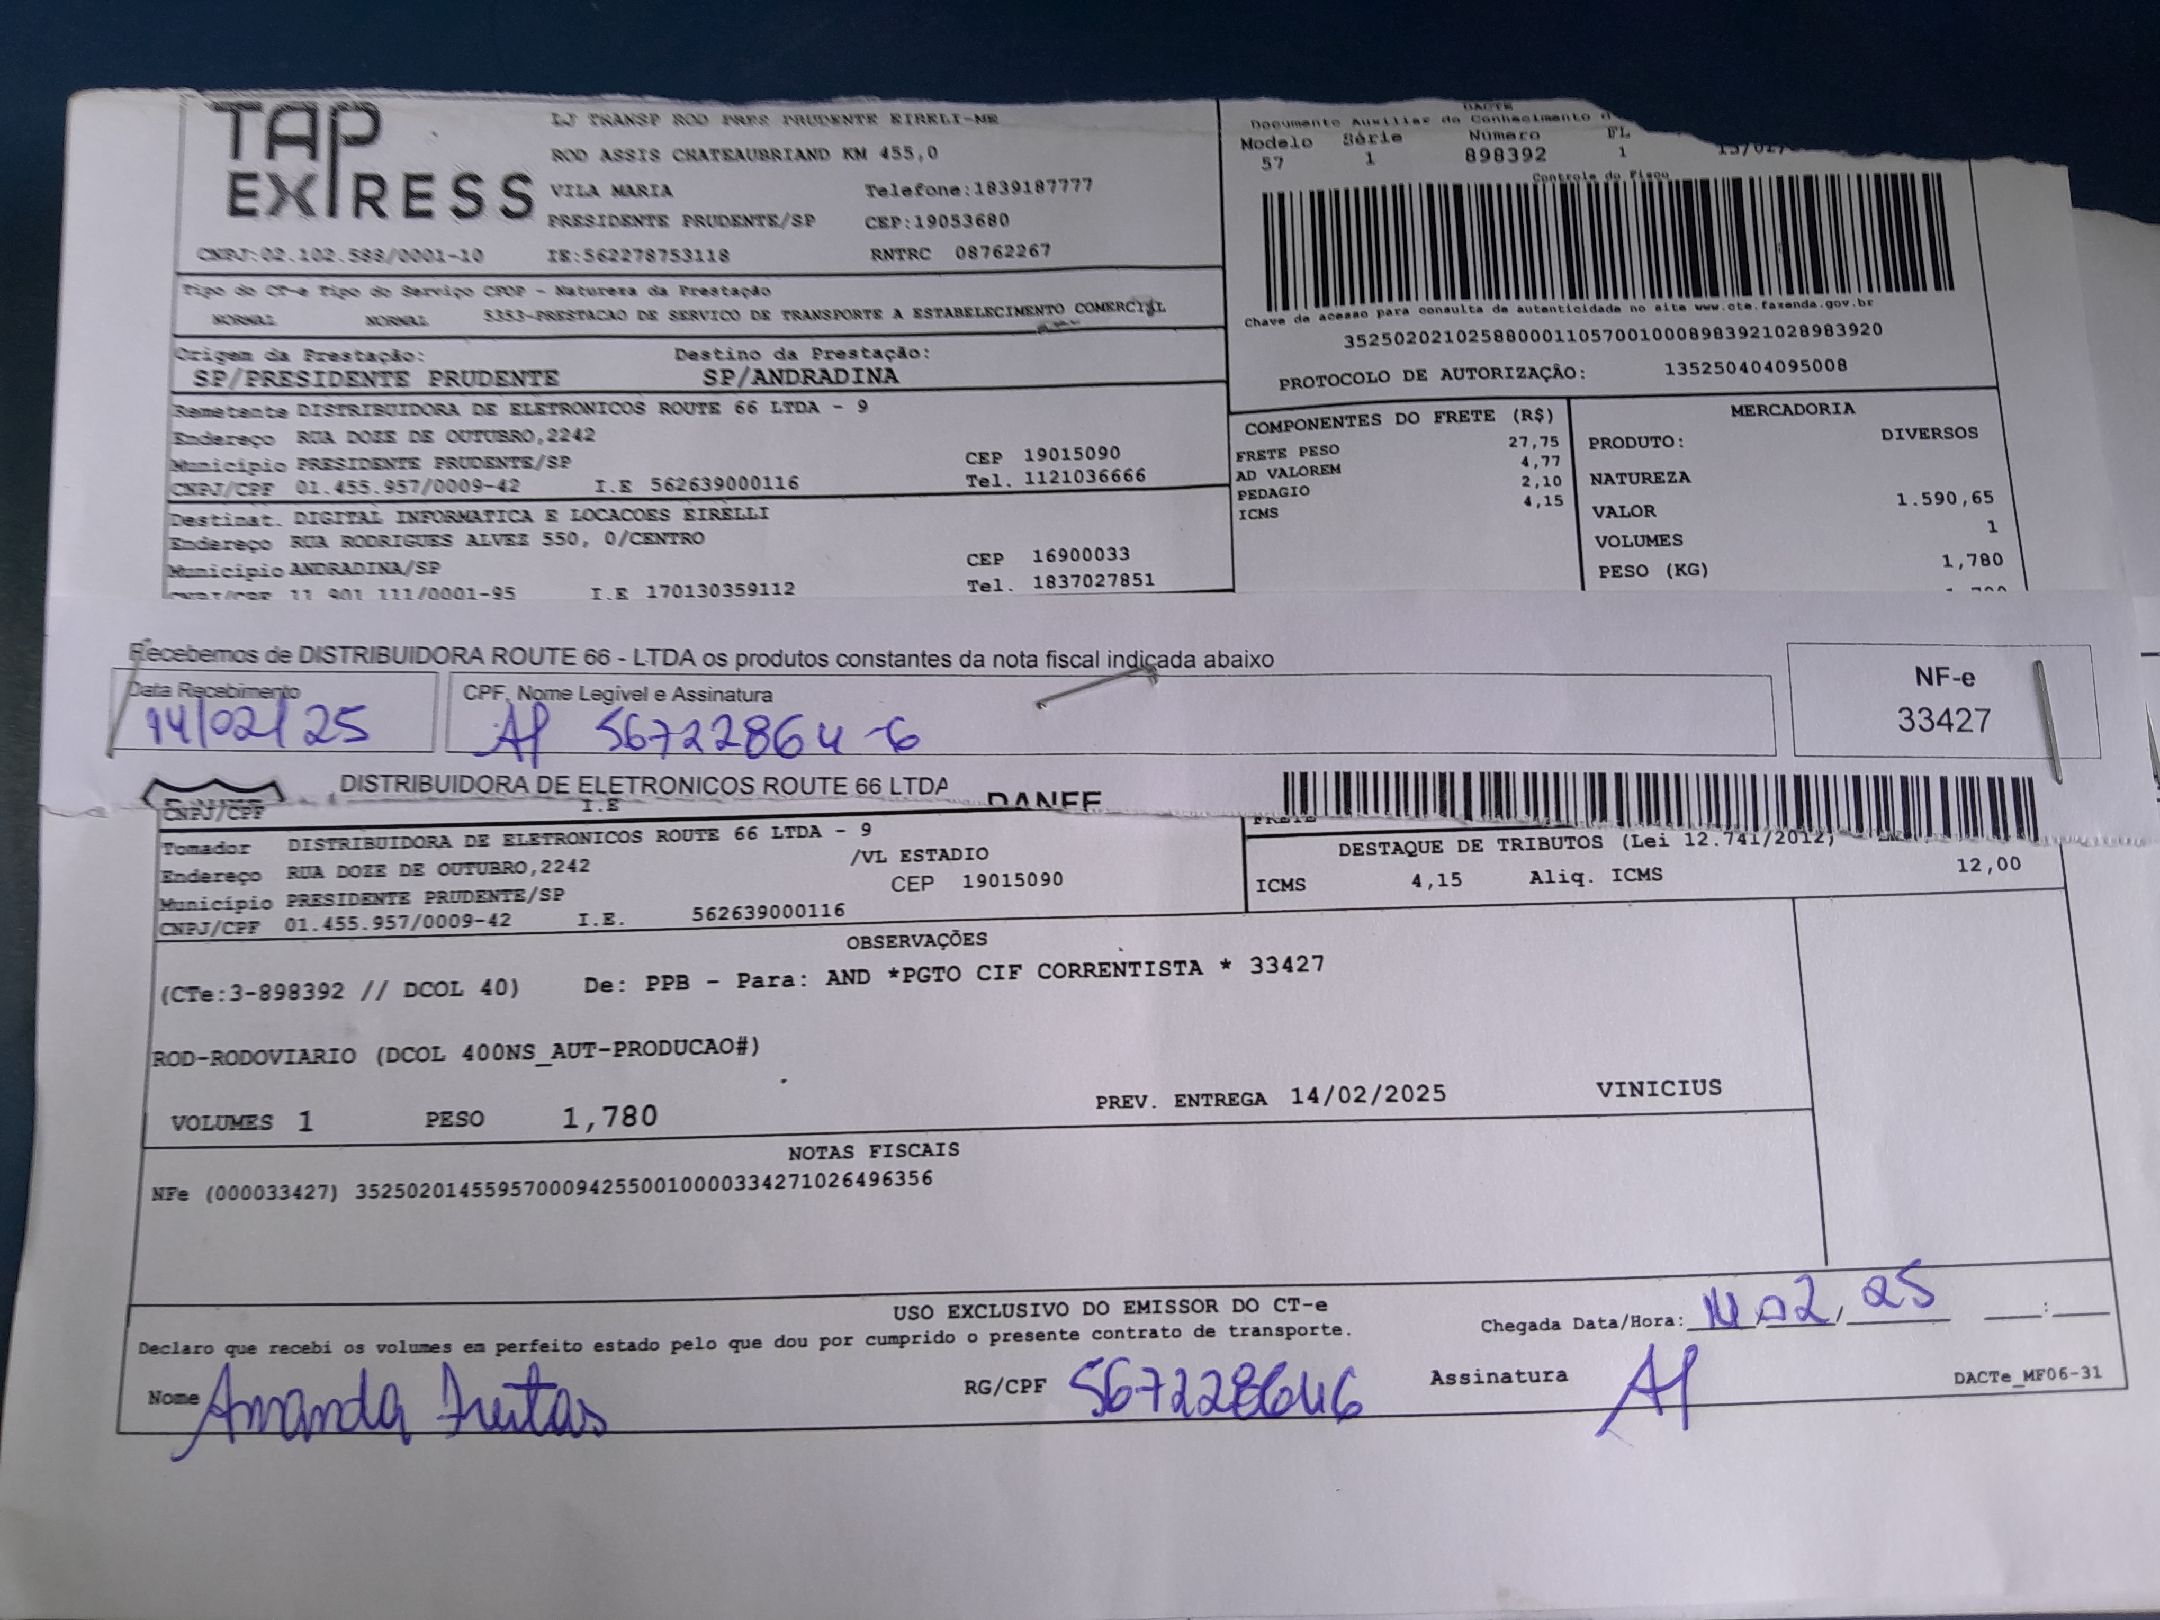 TAP EXPRESS
LJ TRANSP ROD PRES PRUDENTE EIRELI-ME
ROD ASSIS CHATEAUBRIAND KM 455,0
VILA MARIA Telefone:1839187777
PRESIDENTE PRUDENTE/SP CEP:19053680
CNPJ:02.102.588/0001-10 IE:562278753118 RNTRC 08762267
Tipo do CT-e Tipo do Serviço CFOP - Natureza da Prestação
NORMAL NORMAL 5353-PRESTACAO DE SERVICO DE TRANSPORTE A ESTABELECIMENTO COMERCIAL
Origem da Prestação: Destino da Prestação:
SP/PRESIDENTE PRUDENTE SP/ANDRADINA
Remetente DISTRIBUIDORA DE ELETRONICOS ROUTE 66 LTDA - 9
Endereço RUA DOZE DE OUTUBRO,2242
Município PRESIDENTE PRUDENTE/SP CEP 19015090
CNPJ/CPF 01.455.957/0009-42 I.E 562639000116 Tel. 1121036666
Destinat. DIGITAL INFORMATICA E LOCACOES EIRELLI
Endereço RUA RODRIGUES ALVEZ 550, 0/CENTRO
Município ANDRADINA/SP CEP 16900033
CNPJ/CPF 11 901 111/0001-95 I.E 170130359112 Tel. 1837027851
DACTE
Documento Auxiliar do Conhecimento
Modelo Série Número FL
57 1 898392 1
Controle do Fisco
Chave de acesso para consulta de autenticidade no site www.cte.fazenda.gov.br
35250202102588000110570010008983921028983920
PROTOCOLO DE AUTORIZAÇÃO: 135250404095008
COMPONENTES DO FRETE (R$)
FRETE PESO 27,75
AD VALOREM 4,77
PEDAGIO 2,10
ICMS 4,15
MERCADORIA
PRODUTO: DIVERSOS
NATUREZA
VALOR 1.590,65
VOLUMES 1
PESO (KG) 1,780
Recebemos de DISTRIBUIDORA ROUTE 66 - LTDA os produtos constantes da nota fiscal indicada abaixo
Data Recebimento CPF, Nome Legível e Assinatura
14/02/25 AP 56722864-6
NF-e
33427
DISTRIBUIDORA DE ELETRONICOS ROUTE 66 LTDA DANFE
CNPJ/CPF I.E
Tomador DISTRIBUIDORA DE ELETRONICOS ROUTE 66 LTDA - 9
Endereço RUA DOZE DE OUTUBRO,2242 /VL ESTADIO
Município PRESIDENTE PRUDENTE/SP CEP 19015090
CNPJ/CPF 01.455.957/0009-42 I.E. 562639000116
FRETE
DESTAQUE DE TRIBUTOS (Lei 12.741/2012)
ICMS 4,15 Aliq. ICMS 12,00
OBSERVAÇÕES
(CTe:3-898392 // DCOL 40) De: PPB - Para: AND *PGTO CIF CORRENTISTA * 33427
ROD-RODOVIARIO (DCOL 400NS_AUT-PRODUCAO#)
VOLUMES 1 PESO 1,780 PREV. ENTREGA 14/02/2025 VINICIUS
NOTAS FISCAIS
NFe (000033427) 35250201455957000942550010000334271026496356
USO EXCLUSIVO DO EMISSOR DO CT-e
Declaro que recebi os volumes em perfeito estado pelo que dou por cumprido o presente contrato de transporte. Chegada Data/Hora: 14/02/25 __:__
Nome Amanda Freitas RG/CPF 567228646 Assinatura AP DACTe_MF06-31